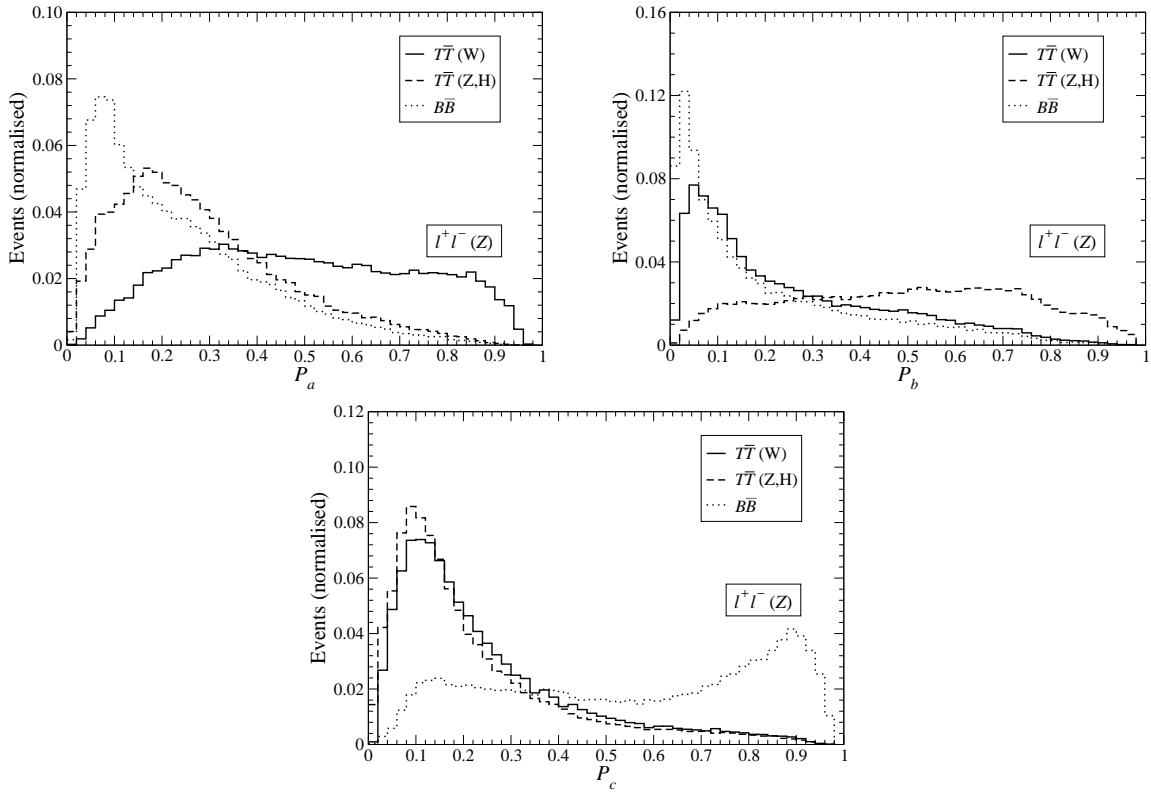 0.10
0.08
0.06
0.04
0.02
0
Events (normalised)
TT̅ (W)
TT̅ (Z,H)
BB̅
l⁺l⁻ (Z)
0 0.1 0.2 0.3 0.4 0.5 0.6 0.7 0.8 0.9 1
Pₐ
0.16
0.12
0.08
0.04
0
Events (normalised)
TT̅ (W)
TT̅ (Z,H)
BB̅
l⁺l⁻ (Z)
0 0.1 0.2 0.3 0.4 0.5 0.6 0.7 0.8 0.9 1
P_b
0.12
0.10
0.08
0.06
0.04
0.02
0
Events (normalised)
TT̅ (W)
TT̅ (Z,H)
BB̅
l⁺l⁻ (Z)
0 0.1 0.2 0.3 0.4 0.5 0.6 0.7 0.8 0.9 1
P_c